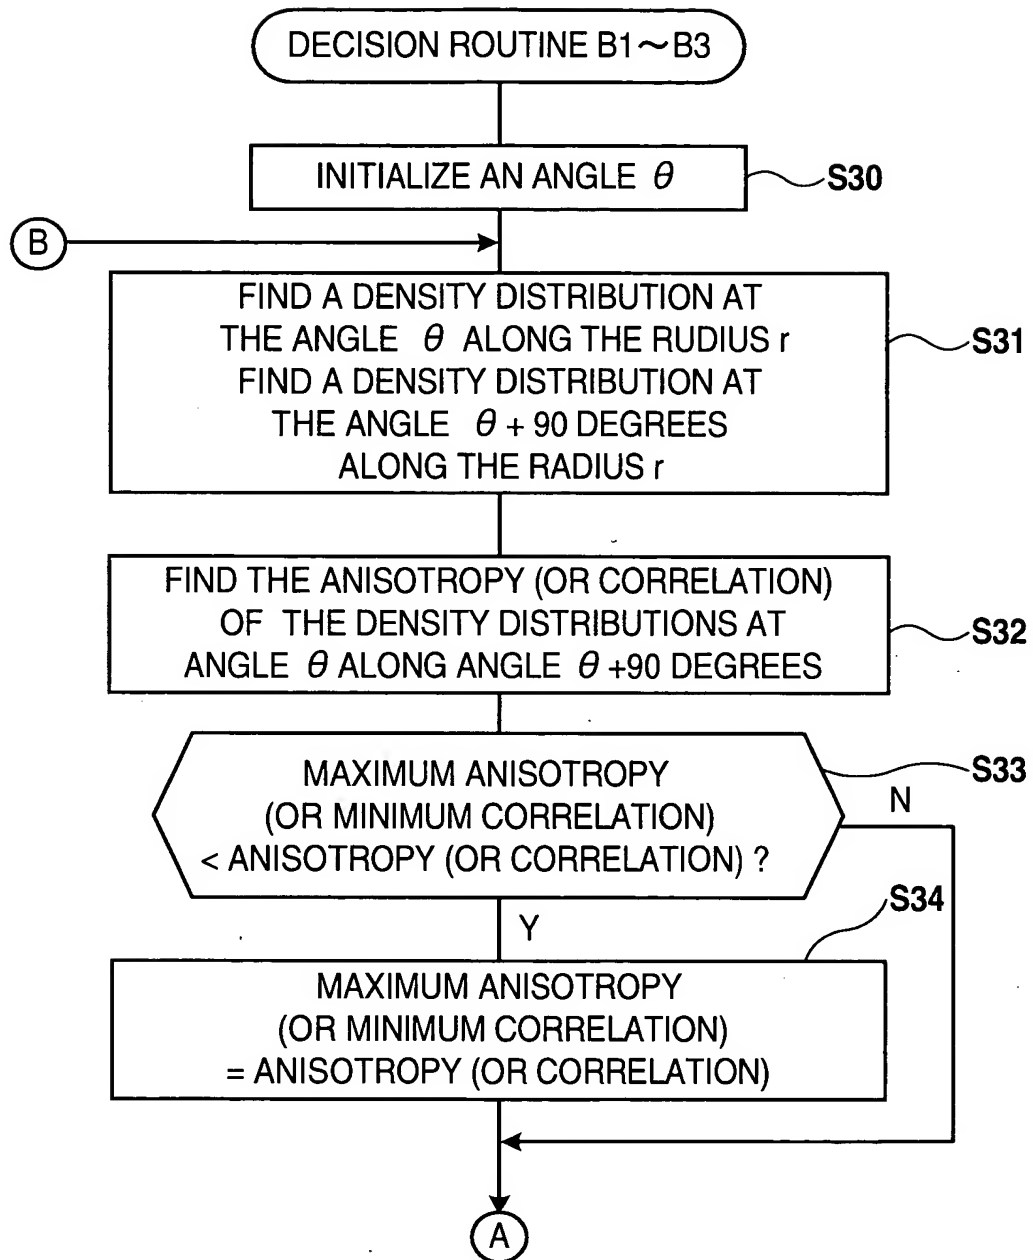 DECISION ROUTINE B1~B3
INITIALIZE AN ANGLE θ
S30
B
FIND A DENSITY DISTRIBUTION AT
THE ANGLE θ ALONG THE RUDIUS r
FIND A DENSITY DISTRIBUTION AT
THE ANGLE θ + 90 DEGREES
ALONG THE RADIUS r
S31
FIND THE ANISOTROPY (OR CORRELATION)
OF THE DENSITY DISTRIBUTIONS AT
ANGLE θ ALONG ANGLE θ +90 DEGREES
S32
MAXIMUM ANISOTROPY
(OR MINIMUM CORRELATION)
< ANISOTROPY (OR CORRELATION) ?
S33
N
Y
S34
MAXIMUM ANISOTROPY
(OR MINIMUM CORRELATION)
= ANISOTROPY (OR CORRELATION)
A